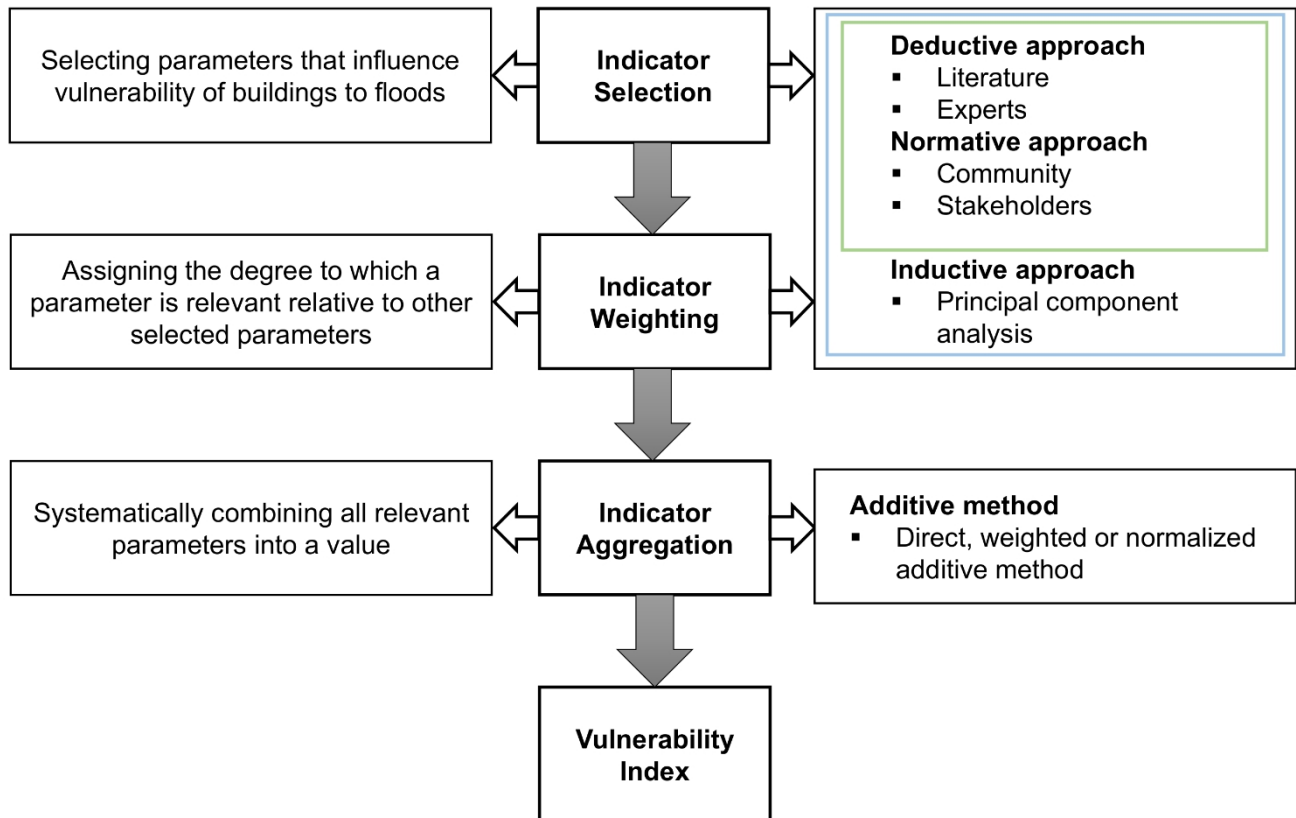 Selecting parameters that influence
vulnerability of buildings to floods
Indicator
Selection
Deductive approach
▪ Literature
▪ Experts
Normative approach
▪ Community
▪ Stakeholders
Inductive approach
▪ Principal component
analysis
Assigning the degree to which a
parameter is relevant relative to other
selected parameters
Indicator
Weighting
Systematically combining all relevant
parameters into a value
Indicator
Aggregation
Additive method
▪ Direct, weighted or normalized
additive method
Vulnerability
Index